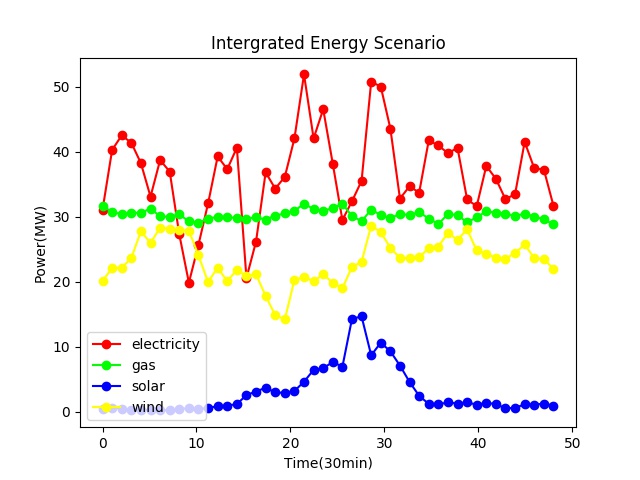 Intergrated Energy Scenario
Power(MW)
50
40
30
20
10
0
electricity
gas
solar
wind
0 10 20 30 40 50
Time(30min)